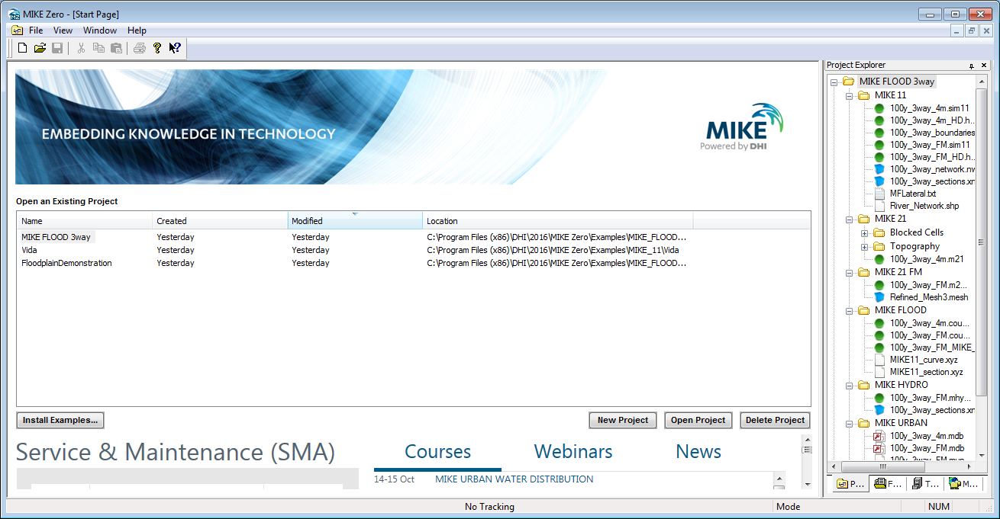 MIKE Zero - [Start Page]
File View Window Help
EMBEDDING KNOWLEDGE IN TECHNOLOGY
MIKE
Powered by DHI
Open an Existing Project
Name Created Modified Location
MIKE FLOOD 3way Yesterday Yesterday C:\Program Files (x86)\DHI\2016\MIKE Zero\Examples\MIKE_FLOOD...
Vida Yesterday Yesterday C:\Program Files (x86)\DHI\2016\MIKE Zero\Examples\MIKE_11\Vida
FloodplainDemonstration Yesterday Yesterday C:\Program Files (x86)\DHI\2016\MIKE Zero\Examples\MIKE_FLOOD...
Install Examples... New Project Open Project Delete Project
Service & Maintenance (SMA)
Courses Webinars News
14-15 Oct MIKE URBAN WATER DISTRIBUTION
Project Explorer
MIKE FLOOD 3way
MIKE 11
100y_3way_4m.sim11
100y_3way_4m_HD.h...
100y_3way_boundaries
100y_3way_FM.sim11
100y_3way_FM_HD.h...
100y_3way_network.nw
100y_3way_sections.xn
MFLateral.txt
River_Network.shp
MIKE 21
Blocked Cells
Topography
100y_3way_4m.m21
MIKE 21 FM
100y_3way_FM.m2...
Refined_Mesh3.mesh
MIKE FLOOD
100y_3way_4m.cou...
100y_3way_FM.cou...
100y_3way_FM_MIKE_
MIKE11_curve.xyz
MIKE11_section.xyz
MIKE HYDRO
100y_3way_FM.mhy...
100y_3way_sections.xn
MIKE URBAN
100y_3way_4m.mdb
100y_3way_FM.mdb
P... F... T... M...
No Tracking Mode NUM